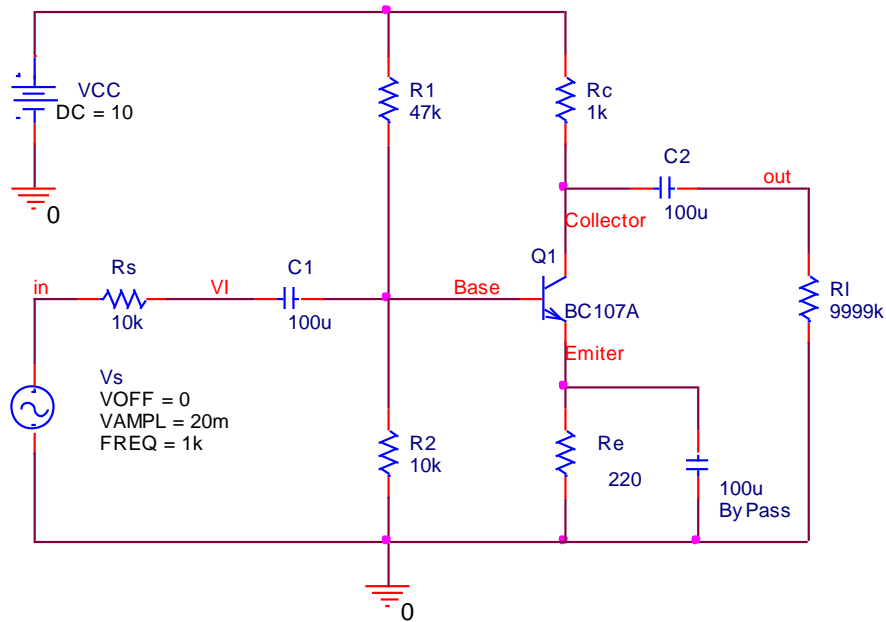 VCC
DC = 10
0
R1
47k
Rc
1k
C2
100u
out
Collector
Q1
BC107A
Emiter
in
Rs
10k
VI
C1
100u
Base
Rl
9999k
Vs
VOFF = 0
VAMPL = 20m
FREQ = 1k
R2
10k
Re
220
100u
By Pass
0